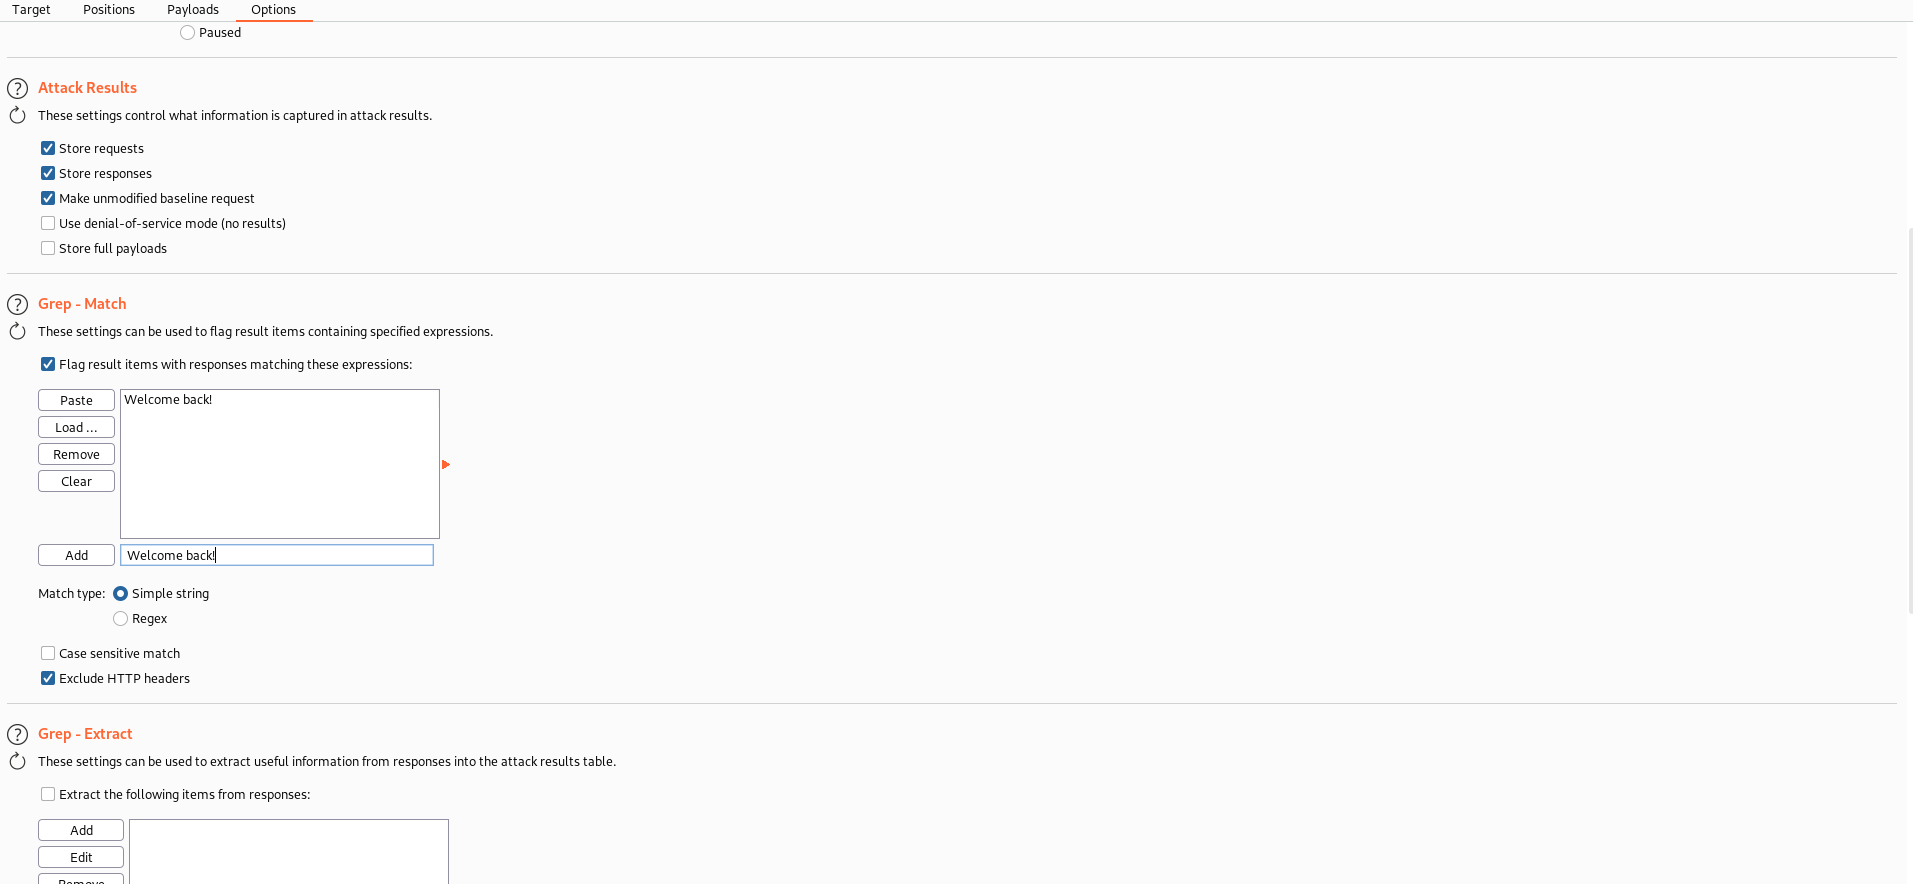 Target Positions Payloads Options
Paused
? Attack Results
These settings control what information is captured in attack results.
Store requests
Store responses
Make unmodified baseline request
Use denial-of-service mode (no results)
Store full payloads
? Grep - Match
These settings can be used to flag result items containing specified expressions.
Flag result items with responses matching these expressions:
Paste Welcome back!
Load ...
Remove
Clear
Add Welcome back!
Match type: Simple string
Regex
Case sensitive match
Exclude HTTP headers
? Grep - Extract
These settings can be used to extract useful information from responses into the attack results table.
Extract the following items from responses:
Add
Edit
Remove